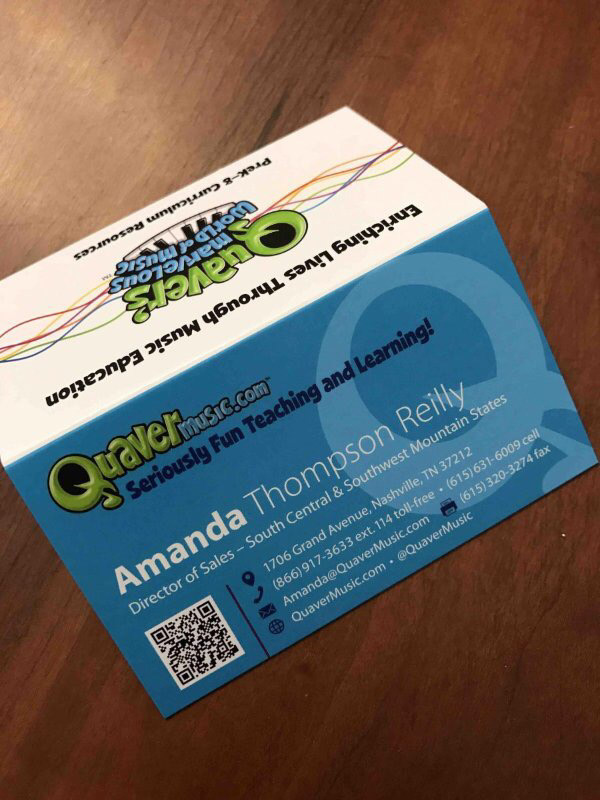 Prek-8 Curriculum Resources
QUAVER'S
MARVELOUS
WORLD of MUSIC
TM
Enriching Lives Through Music Education
QuaverMusic.com™
Seriously Fun Teaching and Learning!
Amanda Thompson Reilly
Director of Sales – South Central & Southwest Mountain States
1706 Grand Avenue, Nashville, TN 37212
(866) 917-3633 ext. 114 toll-free • (615) 631-6009 cell
Amanda@QuaverMusic.com (615) 320-3274 fax
QuaverMusic.com • @QuaverMusic